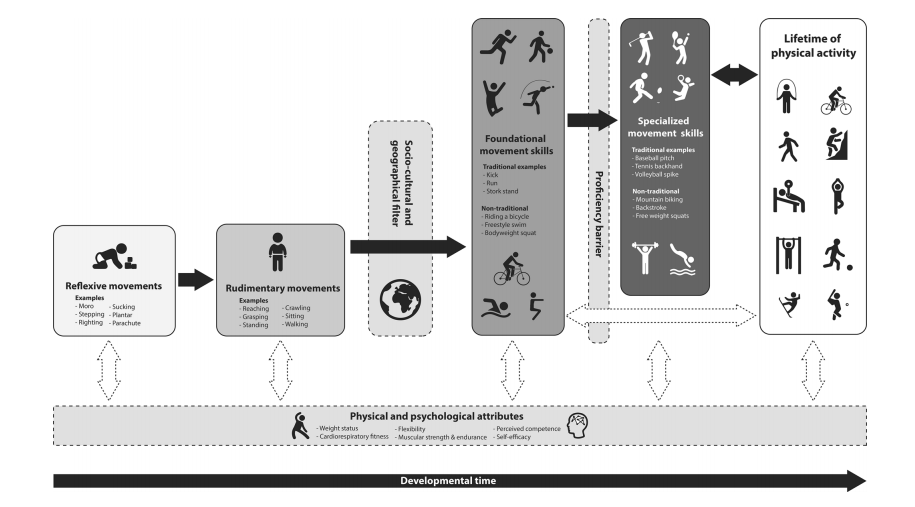 Reflexive movements
Examples
- Moro
- Stepping
- Righting
- Sucking
- Plantar
- Parachute
Rudimentary movements
Examples
- Reaching
- Grasping
- Standing
- Crawling
- Sitting
- Walking
Socio-cultural and
geographical filter
Foundational
movement skills
Traditional examples
- Kick
- Run
- Stork stand
Non-traditional
- Riding a bicycle
- Freestyle swim
- Bodyweight squat
Proficiency barrier
Specialized
movement skills
Traditional examples
- Baseball pitch
- Tennis backhand
- Volleyball spike
Non-traditional
- Mountain biking
- Backstroke
- Free weight squats
Lifetime of
physical activity
Physical and psychological attributes
- Weight status
- Cardiorespiratory fitness
- Flexibility
- Muscular strength & endurance
- Perceived competence
- Self-efficacy
Developmental time